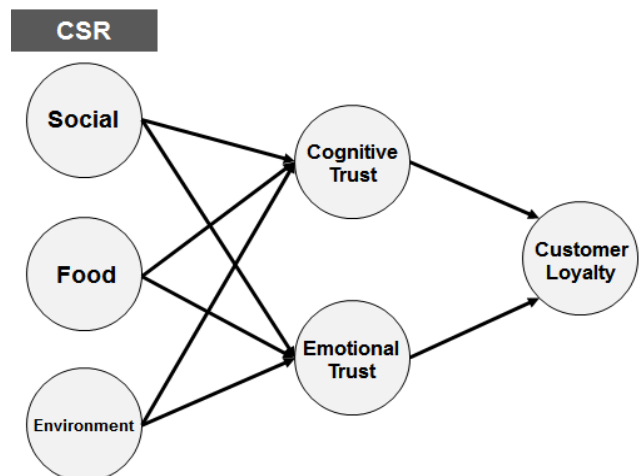 CSR
Social
Food
Environment
Cognitive
Trust
Emotional
Trust
Customer
Loyalty